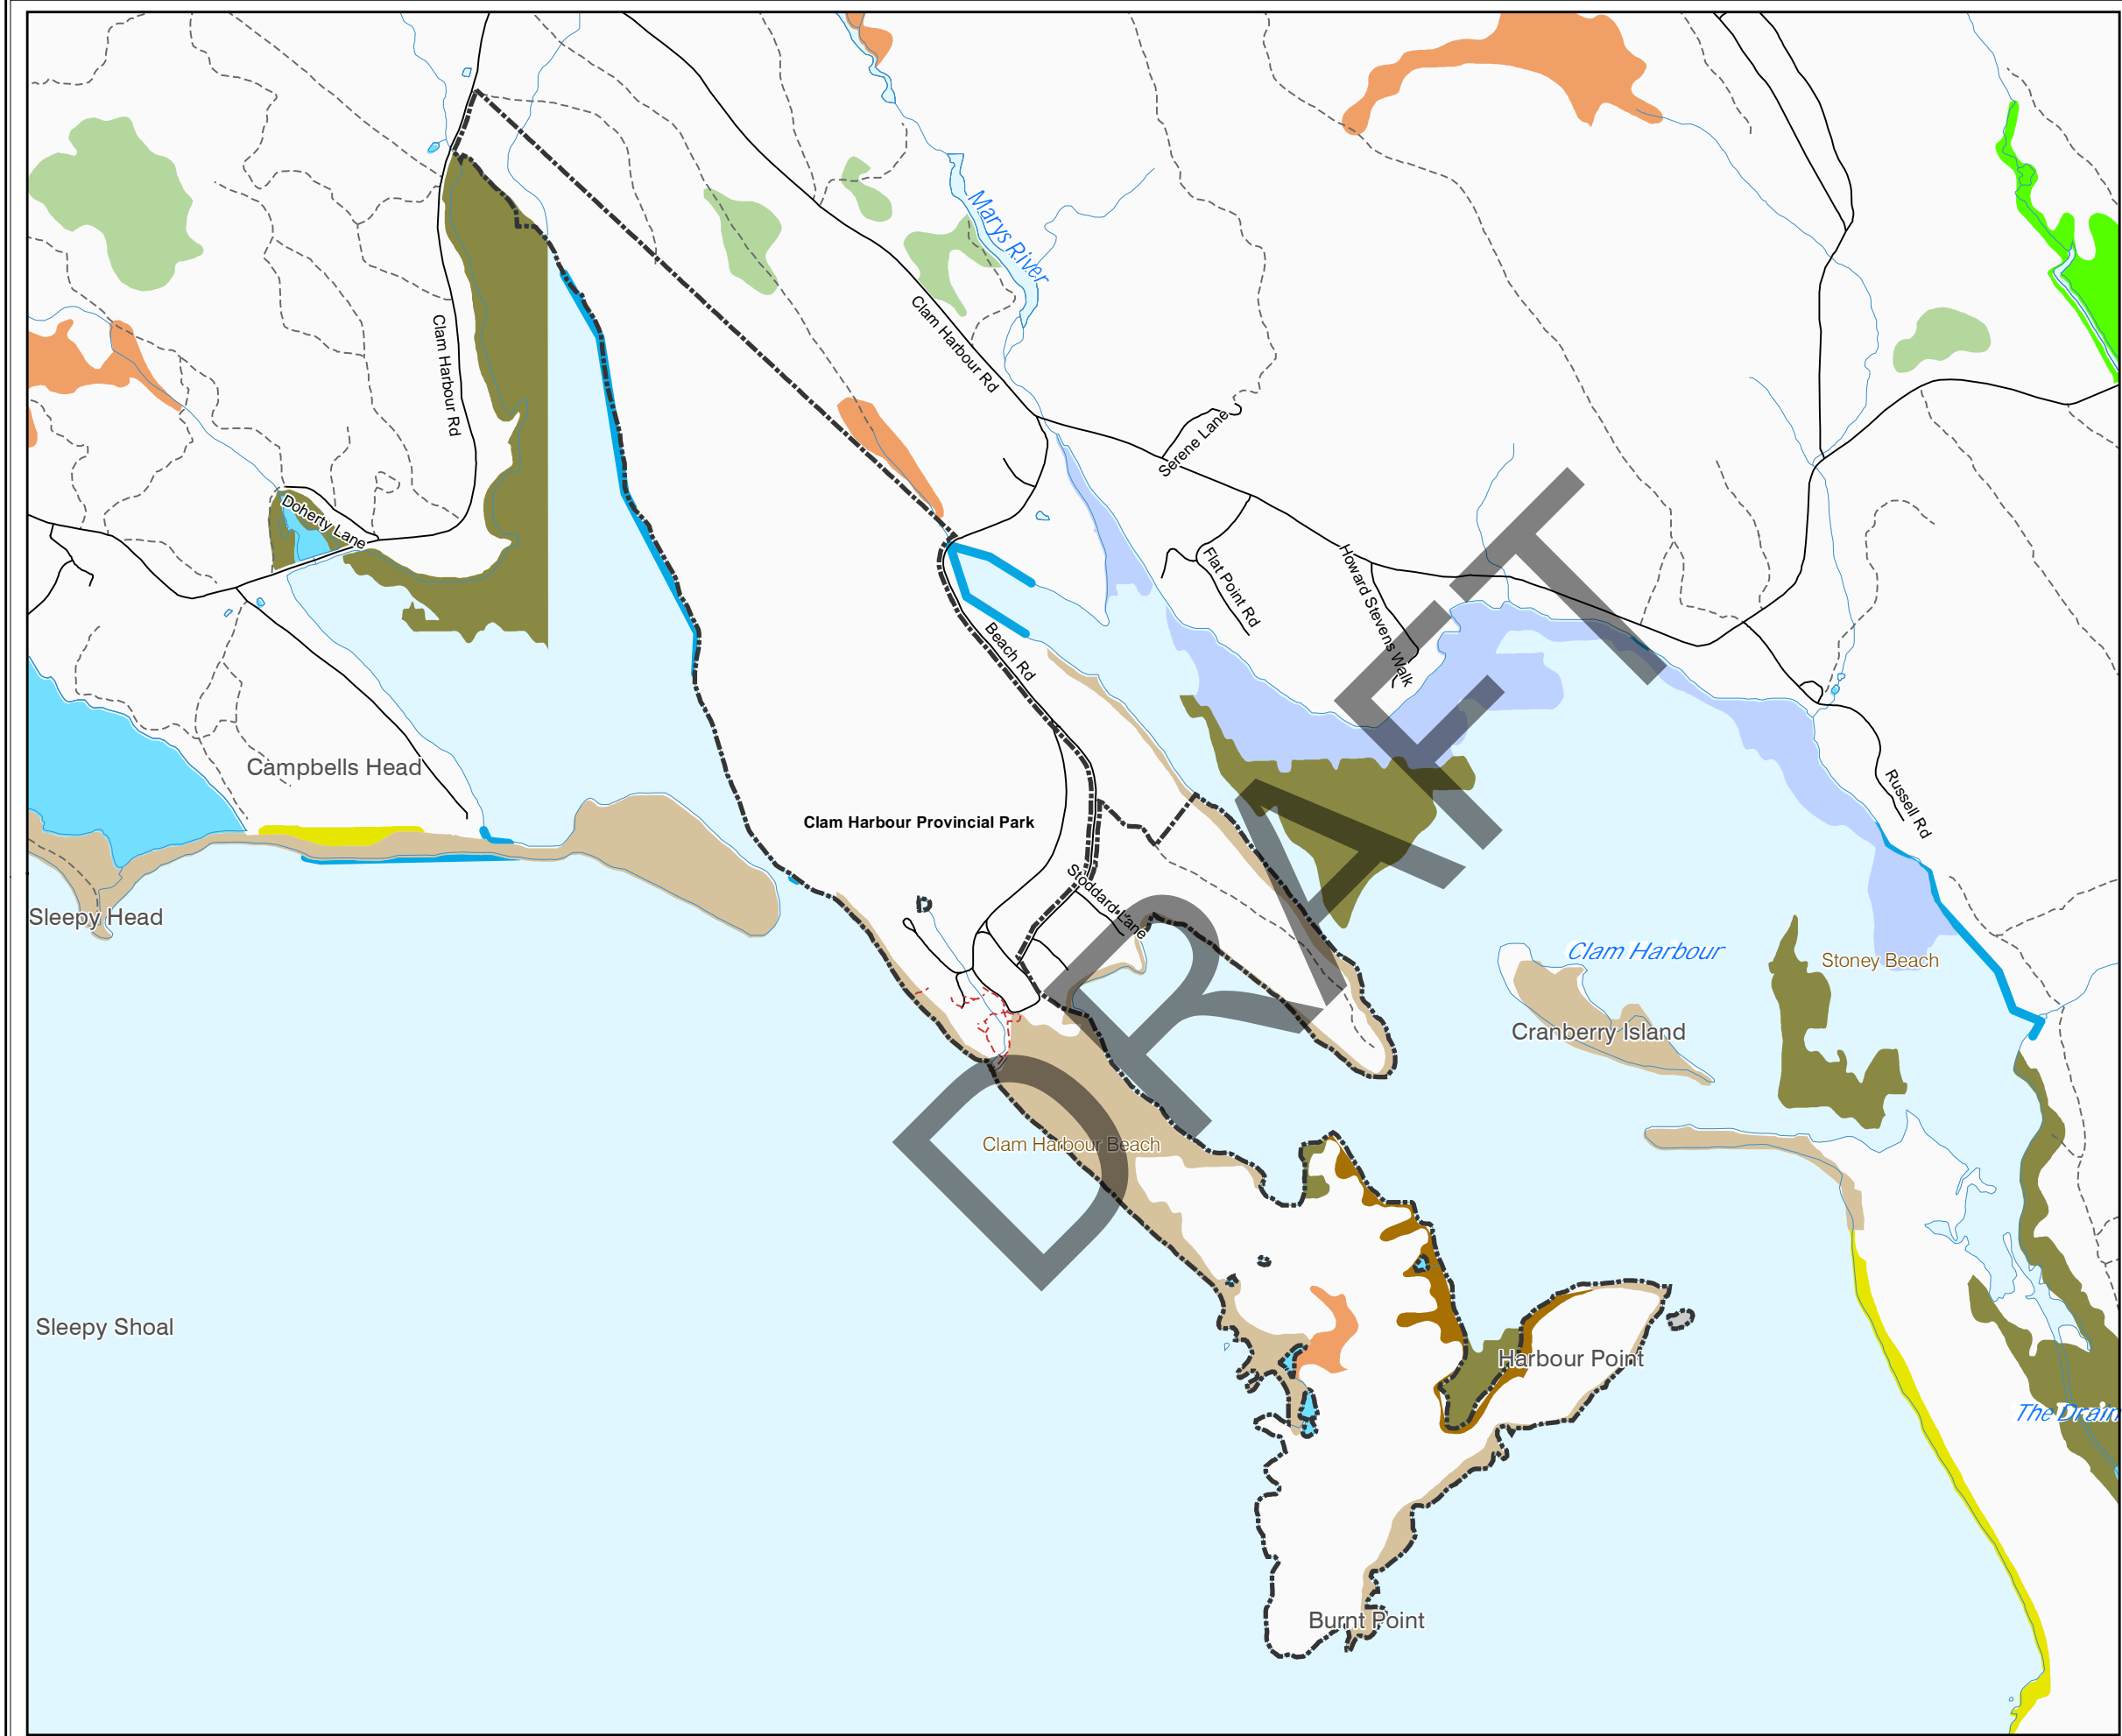 Marys River
Clam Harbour Rd
Clam Harbour Rd
Serene Lane
Doherty Lane
Flat Point Rd
Howard Stevens Walk
Beach Rd
Campbells Head
Russell Rd
Clam Harbour Provincial Park
Stoddard Lane
Sleepy Head
Clam Harbour
Stoney Beach
Cranberry Island
DRAFT
Clam Harbour Beach
Sleepy Shoal
Harbour Point
The Drain
Burnt Point